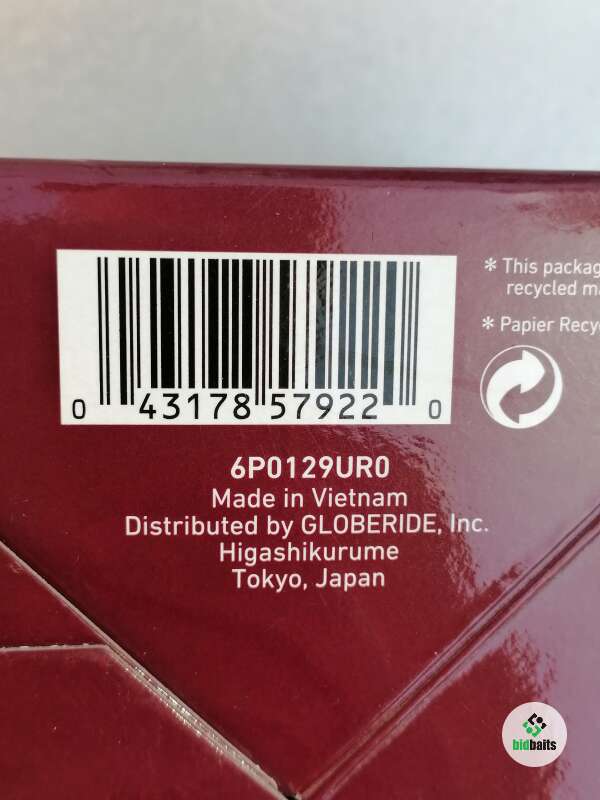 * This packag
recycled ma
* Papier Recy
0 43178 57922 0
6P0129UR0
Made in Vietnam
Distributed by GLOBERIDE, Inc.
Higashikurume
Tokyo, Japan
bidbaits